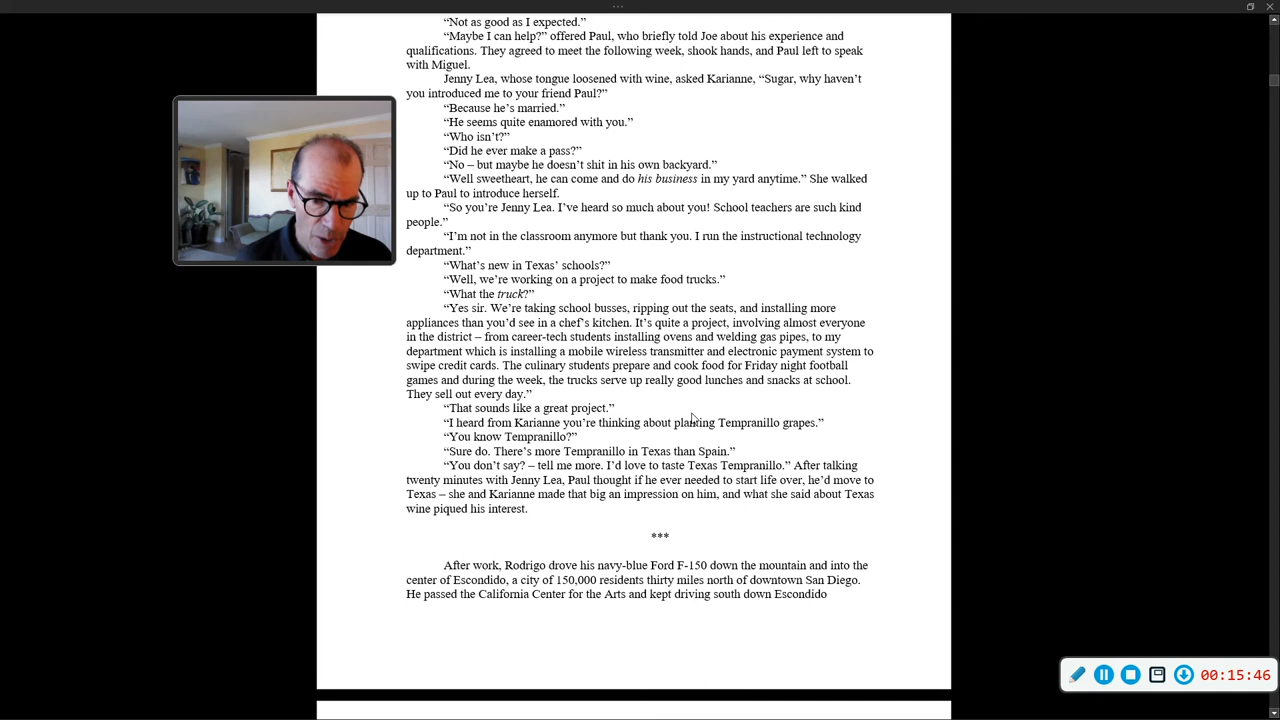 “Not as good as I expected.”
“Maybe I can help?” offered Paul, who briefly told Joe about his experience and
qualifications. They agreed to meet the following week, shook hands, and Paul left to speak
with Miguel.
Jenny Lea, whose tongue loosened with wine, asked Karianne, “Sugar, why haven’t
you introduced me to your friend Paul?”
“Because he’s married.”
“He seems quite enamored with you.”
“Who isn’t?”
“Did he ever make a pass?”
“No – but maybe he doesn’t shit in his own backyard.”
“Well sweetheart, he can come and do his business in my yard anytime.” She walked
up to Paul to introduce herself.
“So you’re Jenny Lea. I’ve heard so much about you! School teachers are such kind
people.”
“I’m not in the classroom anymore but thank you. I run the instructional technology
department.”
“What’s new in Texas’ schools?”
“Well, we’re working on a project to make food trucks.”
“What the truck?”
“Yes sir. We’re taking school busses, ripping out the seats, and installing more
appliances than you’d see in a chef’s kitchen. It’s quite a project, involving almost everyone
in the district – from career-tech students installing ovens and welding gas pipes, to my
department which is installing a mobile wireless transmitter and electronic payment system to
swipe credit cards. The culinary students prepare and cook food for Friday night football
games and during the week, the trucks serve up really good lunches and snacks at school.
They sell out every day.”
“That sounds like a great project.”
“I heard from Karianne you’re thinking about planting Tempranillo grapes.”
“You know Tempranillo?”
“Sure do. There’s more Tempranillo in Texas than Spain.”
“You don’t say? – tell me more. I’d love to taste Texas Tempranillo.” After talking
twenty minutes with Jenny Lea, Paul thought if he ever needed to start life over, he’d move to
Texas – she and Karianne made that big an impression on him, and what she said about Texas
wine piqued his interest.
***
After work, Rodrigo drove his navy-blue Ford F-150 down the mountain and into the
center of Escondido, a city of 150,000 residents thirty miles north of downtown San Diego.
He passed the California Center for the Arts and kept driving south down Escondido
00:15:46